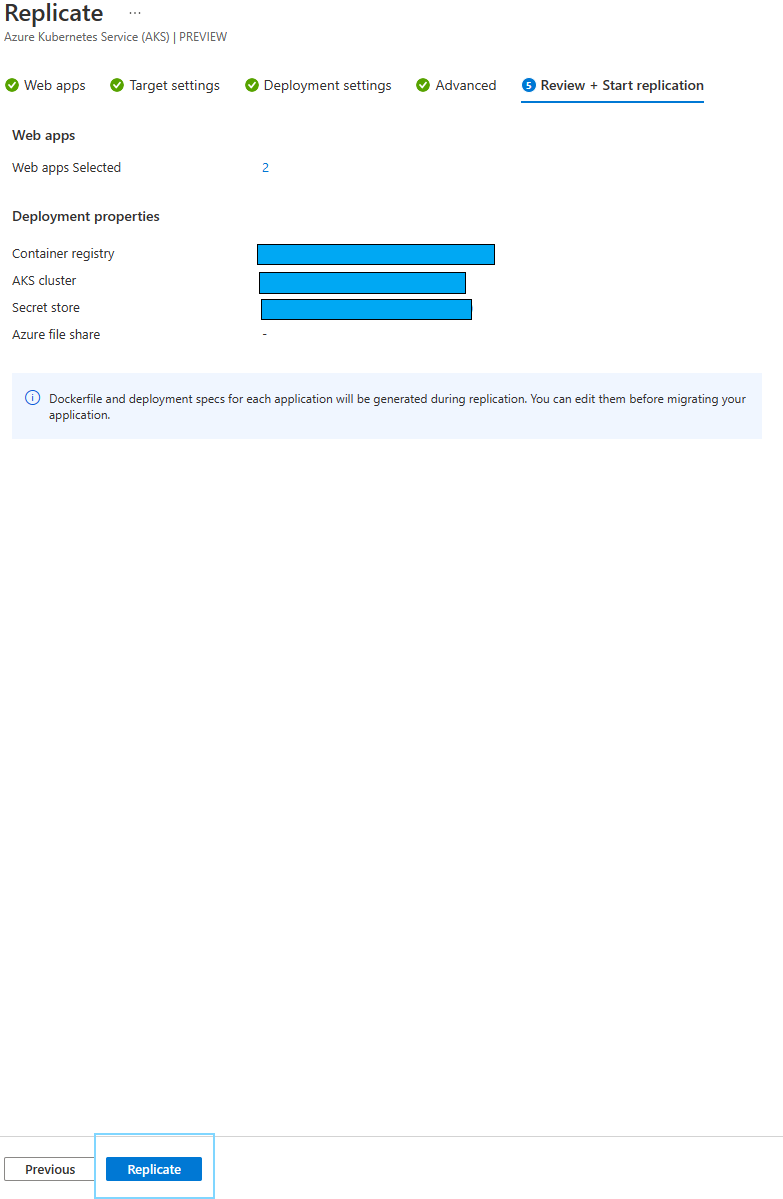 Replicate ...
Azure Kubernetes Service (AKS) | PREVIEW
Web apps Target settings Deployment settings Advanced 5 Review + Start replication
Web apps
Web apps Selected 2
Deployment properties
Container registry
AKS cluster
Secret store
Azure file share -
Dockerfile and deployment specs for each application will be generated during replication. You can edit them before migrating your
application.
Previous Replicate